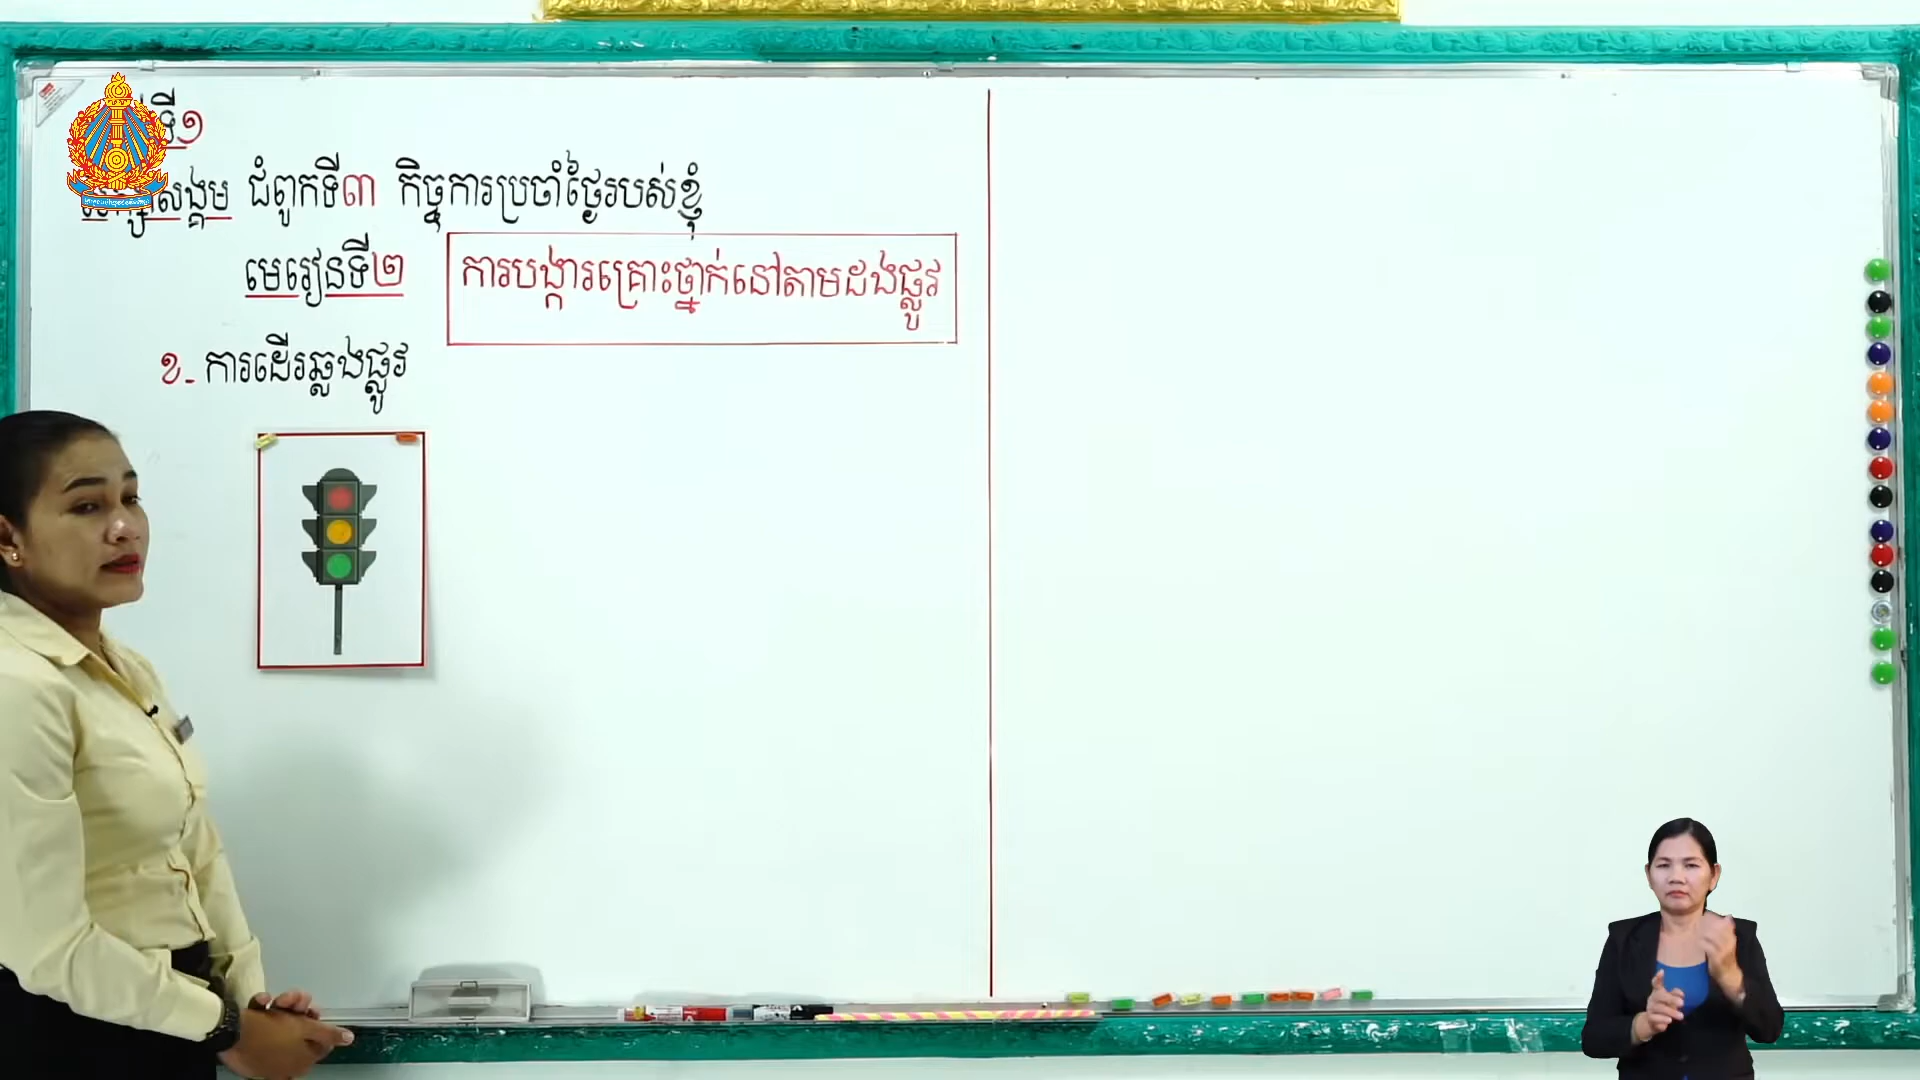 ទី១
សង្គម ជំពូកទី៣ កិច្ចការប្រចាំថ្ងៃរបស់ខ្ញុំ
មេរៀនទី២ ការបង្ការគ្រោះថ្នាក់នៅតាមដងផ្លូវ
ខ- ការដើរឆ្លងផ្លូវ